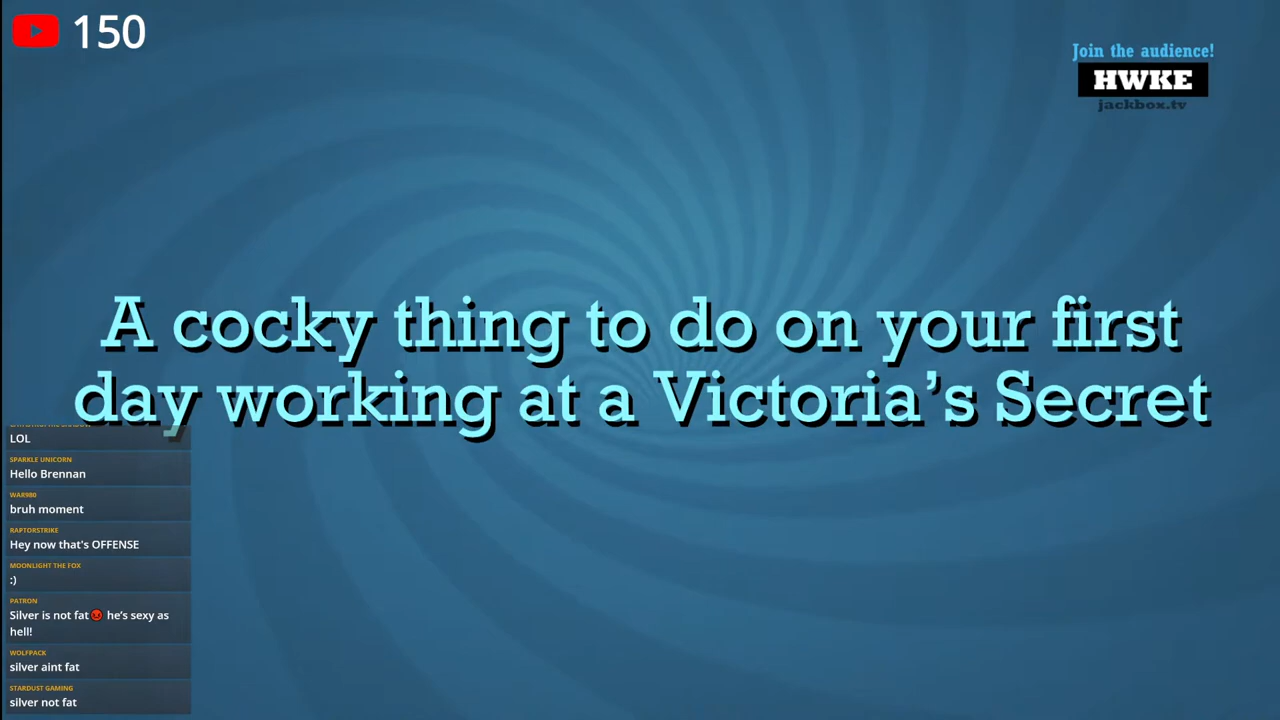 150
Join the audience!
HWKE
jackbox.tv
A cocky thing to do on your first
day working at a Victoria's Secret
LOL
SPARKLE UNICORN
Hello Brennan
WAR980
bruh moment
RAPTORSTRIKE
Hey now that's OFFENSE
MOONLIGHT THE FOX
:)
PATRON
Silver is not fat😡 he's sexy as
hell!
WOLFPACK
silver aint fat
STARDUST GAMING
silver not fat